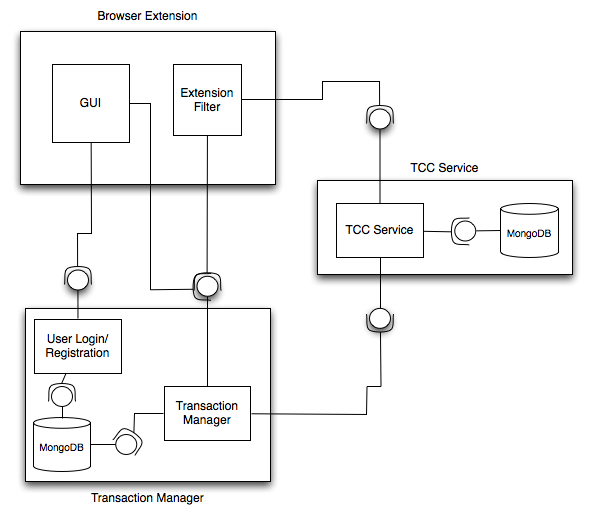 Browser Extension
GUI
Extension
Filter
TCC Service
TCC Service
MongoDB
User Login/
Registration
Transaction
Manager
MongoDB
Transaction Manager